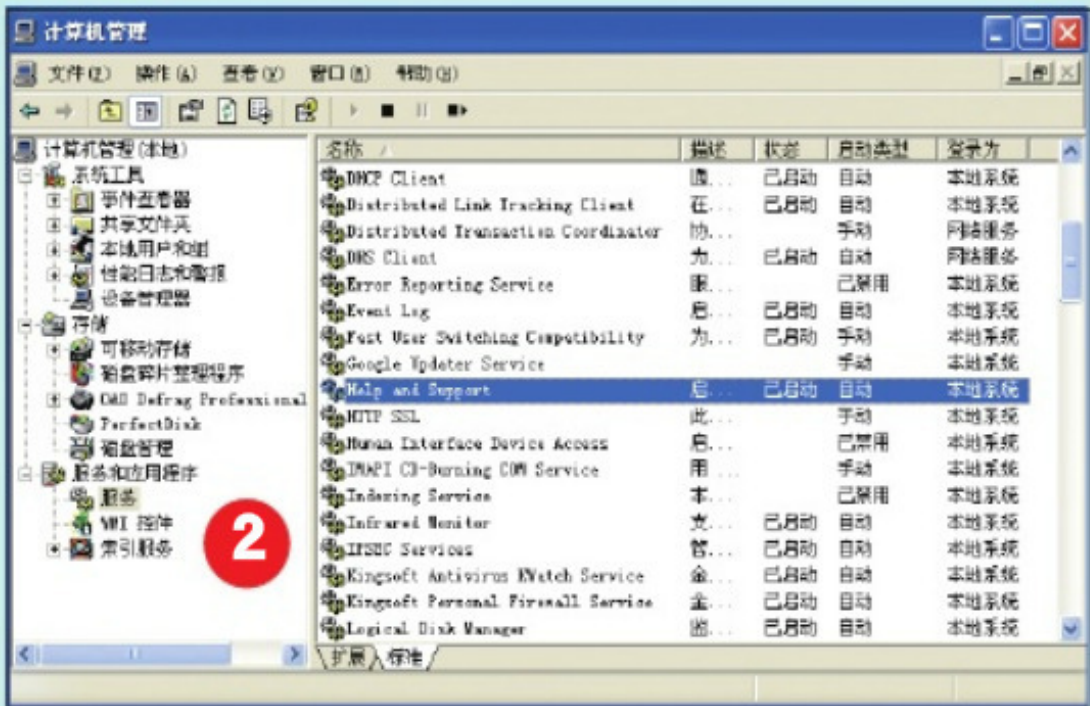 计算机管理
文件(F) 操作(A) 查看(V) 窗口(W) 帮助(H)
计算机管理(本地)
系统工具
事件查看器
共享文件夹
本地用户和组
性能日志和警报
设备管理器
存储
可移动存储
磁盘碎片整理程序
O&O Defrag Professional
PerfectDisk
磁盘管理
服务和应用程序
服务
WMI 控件
索引服务
2
名称 描述 状态 启动类型 登录为
DHCP Client 通... 已启动 自动 本地系统
Distributed Link Tracking Client 在... 已启动 自动 本地系统
Distributed Transaction Coordinator 协... 手动 网络服务
DNS Client 为... 已启动 自动 网络服务
Error Reporting Service 服... 已禁用 本地系统
Event Log 启... 已启动 自动 本地系统
Fast User Switching Compatibility 为... 已启动 手动 本地系统
Google Updater Service 手动 本地系统
Help and Support 启... 已启动 自动 本地系统
HTTP SSL 此... 手动 本地系统
Human Interface Device Access 启... 已禁用 本地系统
IMAPI CD-Burning COM Service 用... 手动 本地系统
Indexing Service 本... 已禁用 本地系统
Infrared Monitor 支... 已启动 自动 本地系统
IPSEC Services 管... 已启动 自动 本地系统
Kingsoft Antivirus KWatch Service 金... 已启动 自动 本地系统
Kingsoft Personal Firewall Service 金... 已启动 自动 本地系统
Logical Disk Manager 监... 已启动 自动 本地系统
扩展 标准